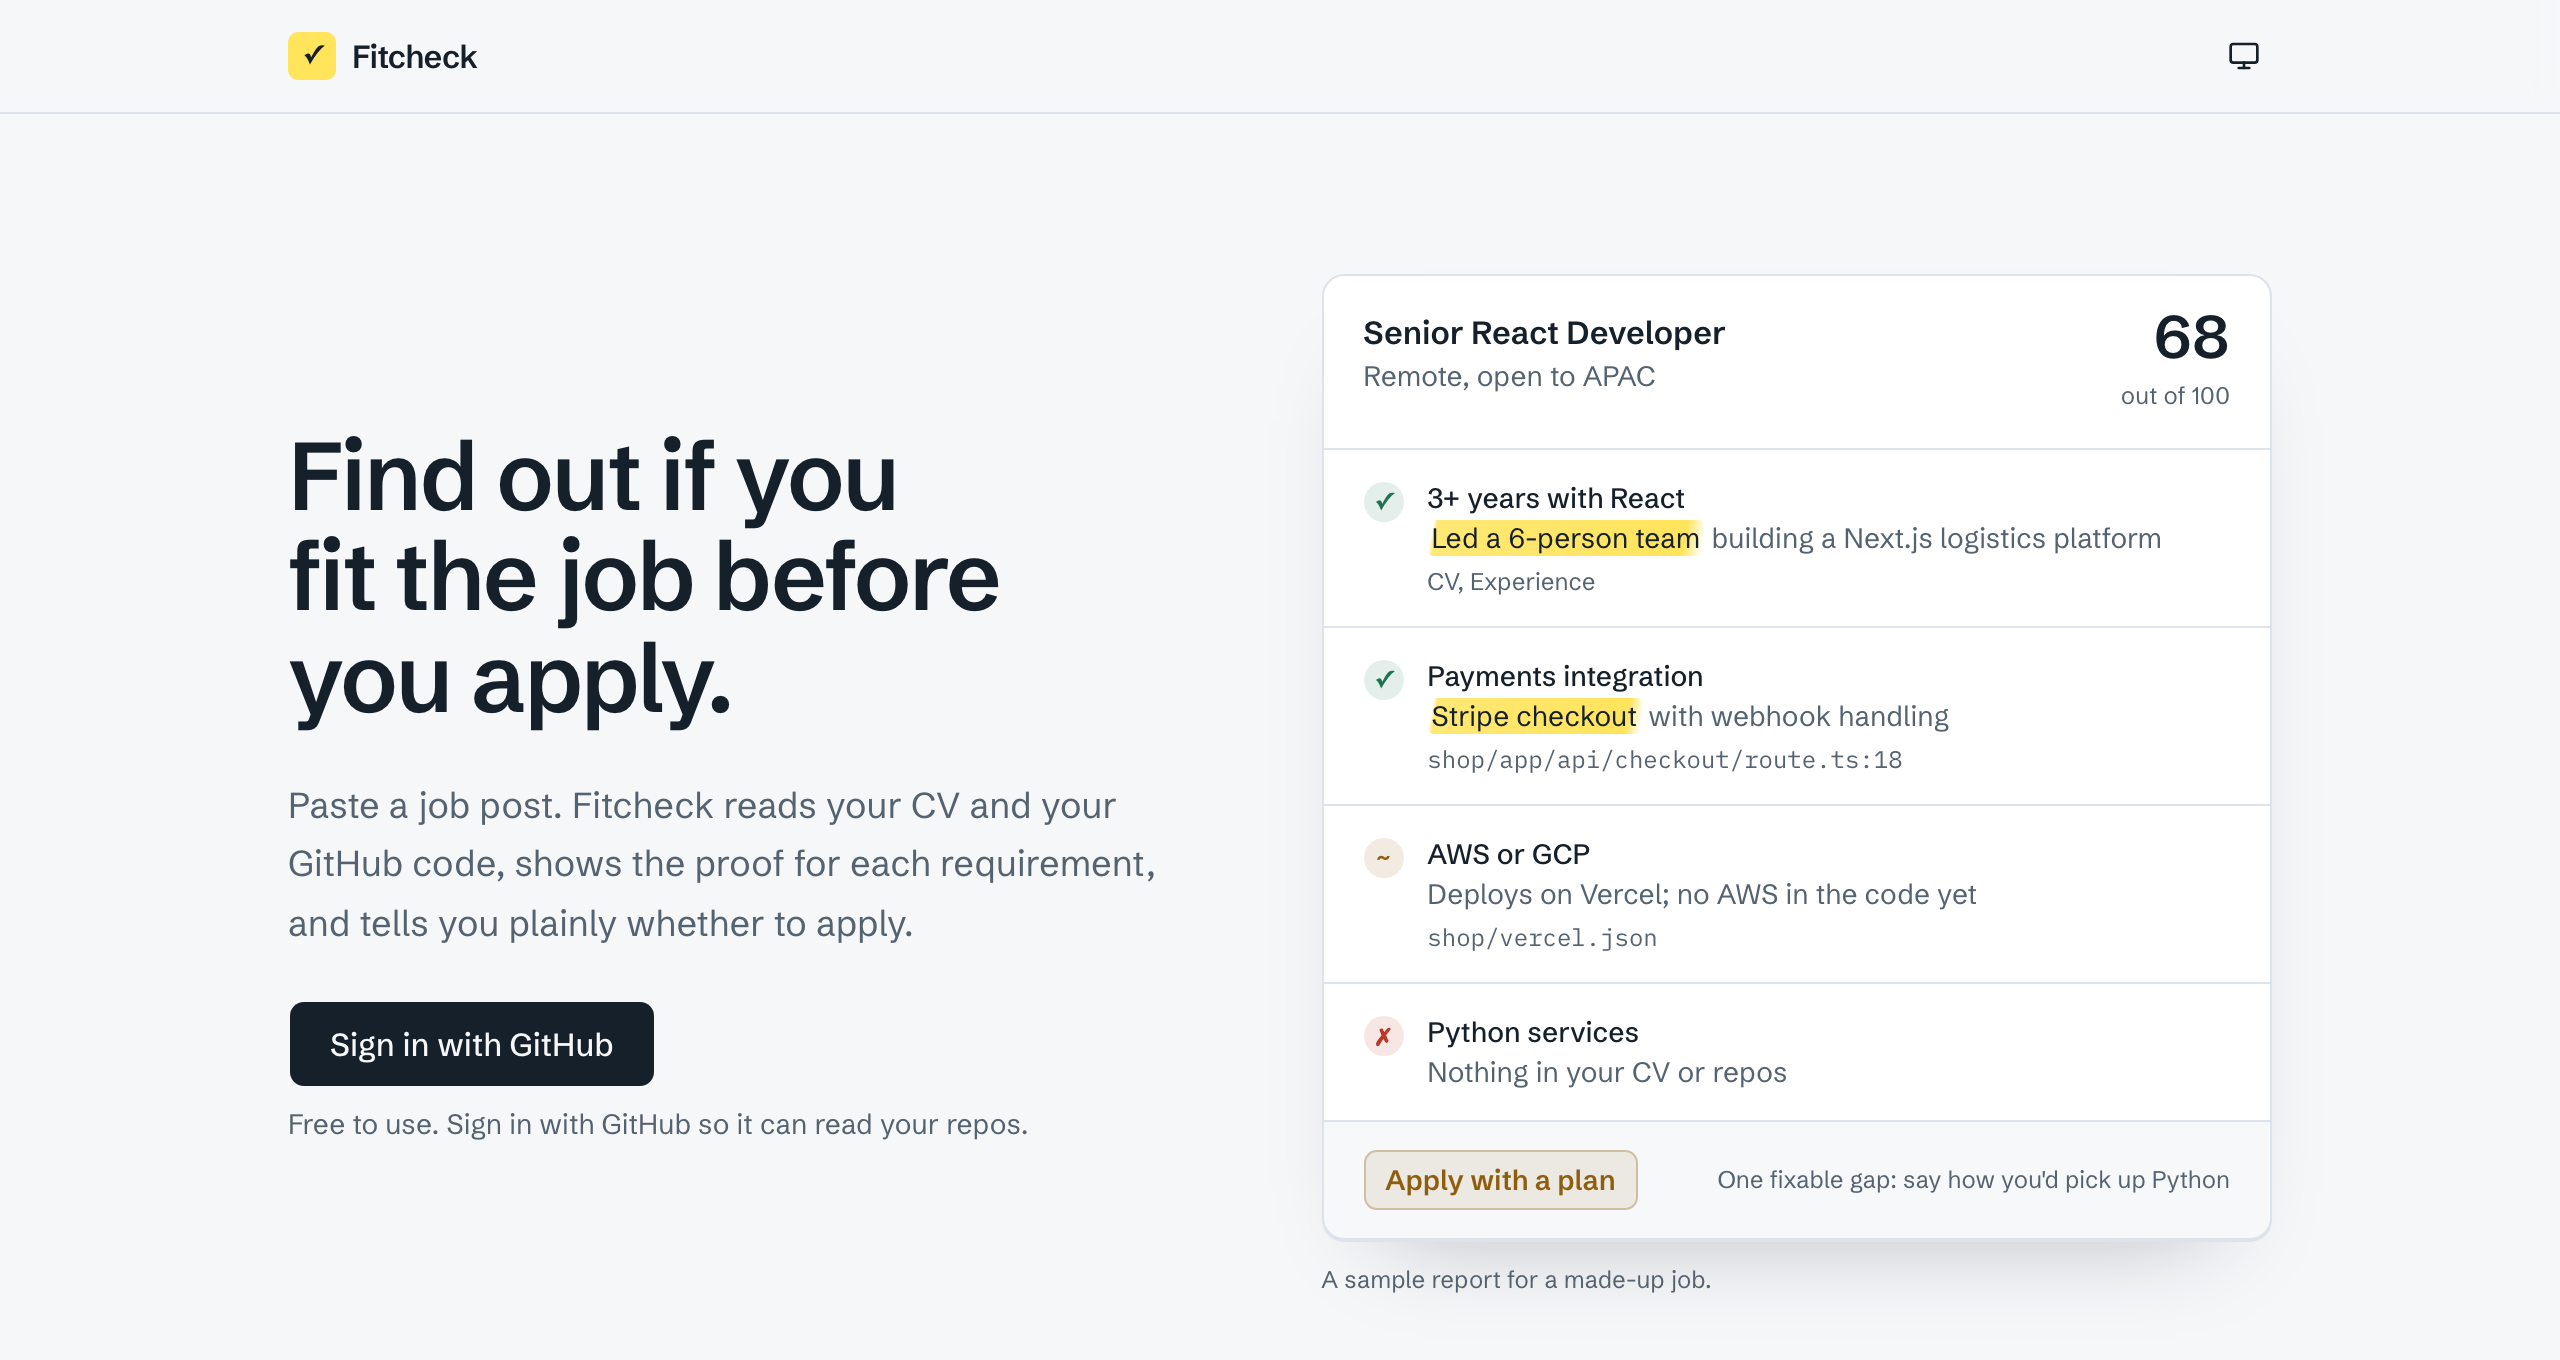 ✓ Fitcheck
Find out if you
fit the job before
you apply.
Paste a job post. Fitcheck reads your CV and your
GitHub code, shows the proof for each requirement,
and tells you plainly whether to apply.
Sign in with GitHub
Free to use. Sign in with GitHub so it can read your repos.
Senior React Developer
68
Remote, open to APAC
out of 100
✓ 3+ years with React
Led a 6-person team building a Next.js logistics platform
CV, Experience
✓ Payments integration
Stripe checkout with webhook handling
shop/app/api/checkout/route.ts:18
~ AWS or GCP
Deploys on Vercel; no AWS in the code yet
shop/vercel.json
✗ Python services
Nothing in your CV or repos
Apply with a plan
One fixable gap: say how you'd pick up Python
A sample report for a made-up job.